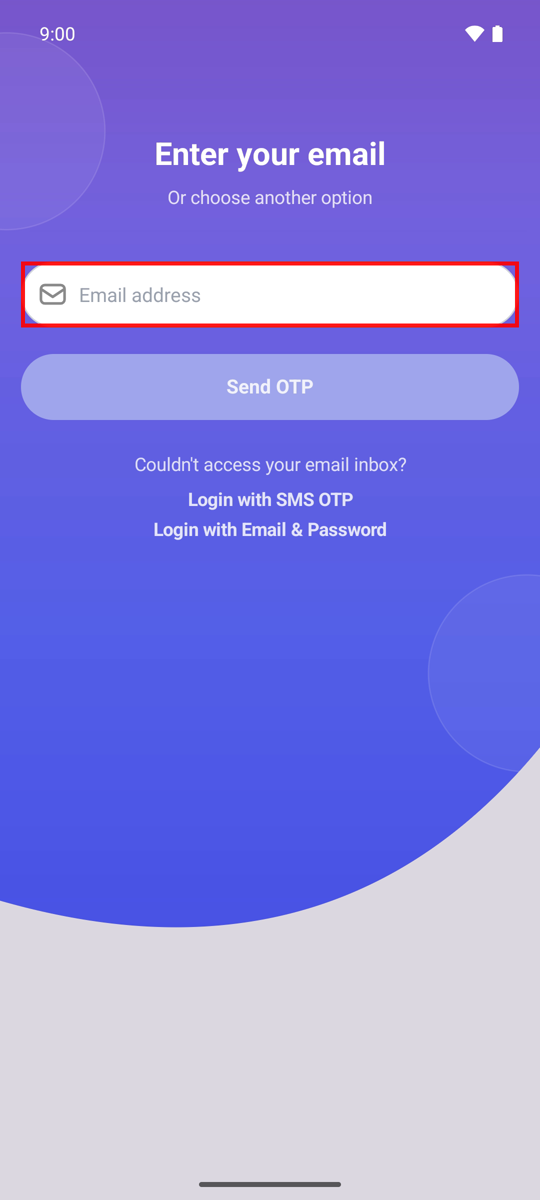 9:00
Enter your email
Or choose another option
Email address
Send OTP
Couldn't access your email inbox?
Login with SMS OTP
Login with Email & Password